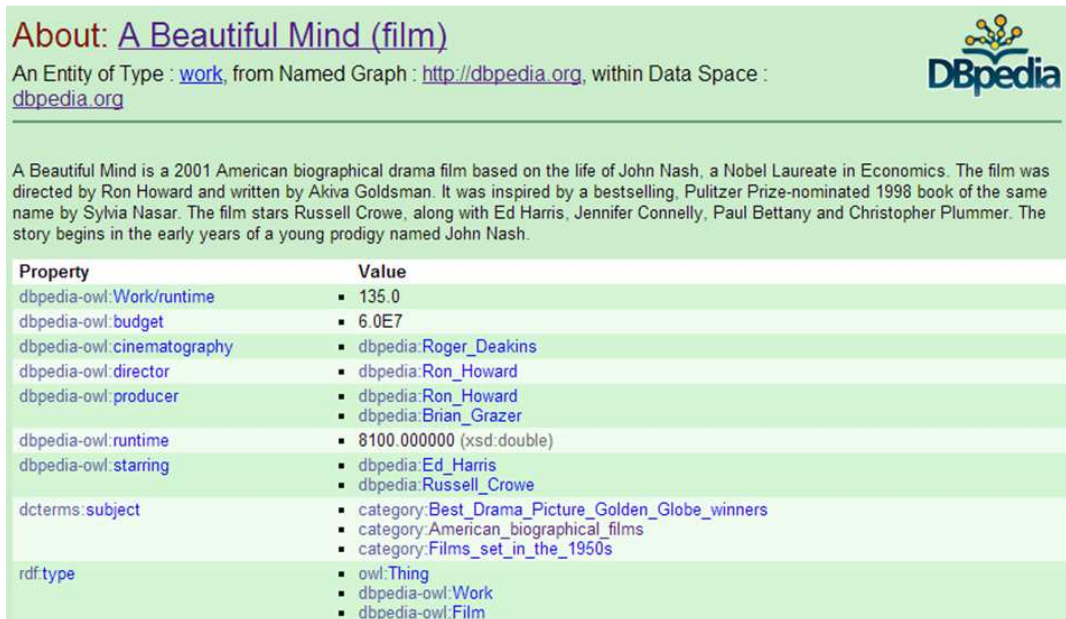 About: A Beautiful Mind (film)
DBpedia
An Entity of Type : work, from Named Graph : http://dbpedia.org, within Data Space :
dbpedia.org
A Beautiful Mind is a 2001 American biographical drama film based on the life of John Nash, a Nobel Laureate in Economics. The film was
directed by Ron Howard and written by Akiva Goldsman. It was inspired by a bestselling, Pulitzer Prize-nominated 1998 book of the same
name by Sylvia Nasar. The film stars Russell Crowe, along with Ed Harris, Jennifer Connelly, Paul Bettany and Christopher Plummer. The
story begins in the early years of a young prodigy named John Nash.
Property Value
dbpedia-owl:Work/runtime ▪ 135.0
dbpedia-owl:budget ▪ 6.0E7
dbpedia-owl:cinematography ▪ dbpedia:Roger_Deakins
dbpedia-owl:director ▪ dbpedia:Ron_Howard
dbpedia-owl:producer ▪ dbpedia:Ron_Howard
▪ dbpedia:Brian_Grazer
dbpedia-owl:runtime ▪ 8100.000000 (xsd:double)
dbpedia-owl:starring ▪ dbpedia:Ed_Harris
▪ dbpedia:Russell_Crowe
dcterms:subject ▪ category:Best_Drama_Picture_Golden_Globe_winners
▪ category:American_biographical_films
▪ category:Films_set_in_the_1950s
rdf:type ▪ owl:Thing
▪ dbpedia-owl:Work
▪ dbpedia-owl:Film